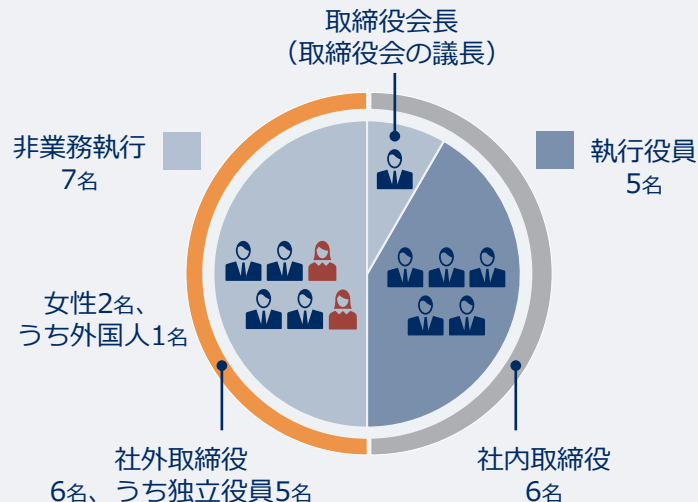 取締役会長
（取締役会の議長）
非業務執行
7名
執行役員
5名
女性2名、
うち外国人1名
社外取締役
6名、うち独立役員5名
社内取締役
6名